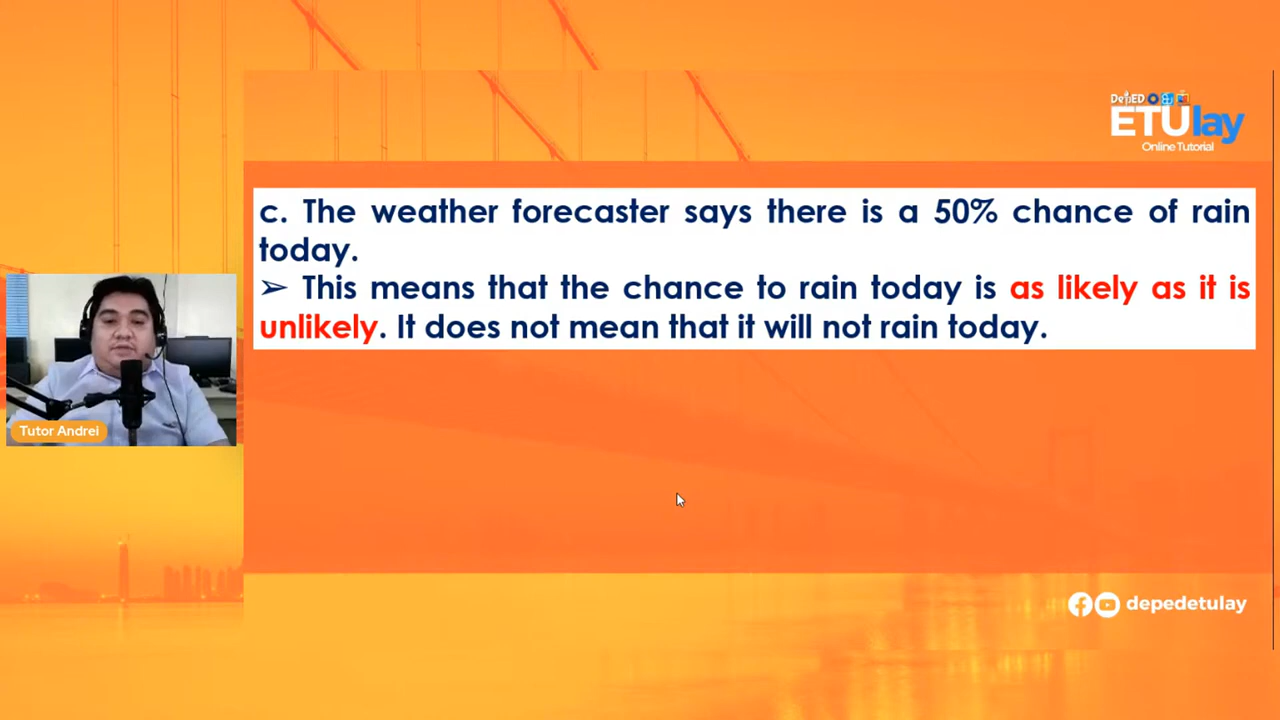 DepED
ETUlay
Online Tutorial
c. The weather forecaster says there is a 50% chance of rain
today.
➢ This means that the chance to rain today is as likely as it is
unlikely. It does not mean that it will not rain today.
Tutor Andrei
depedetulay